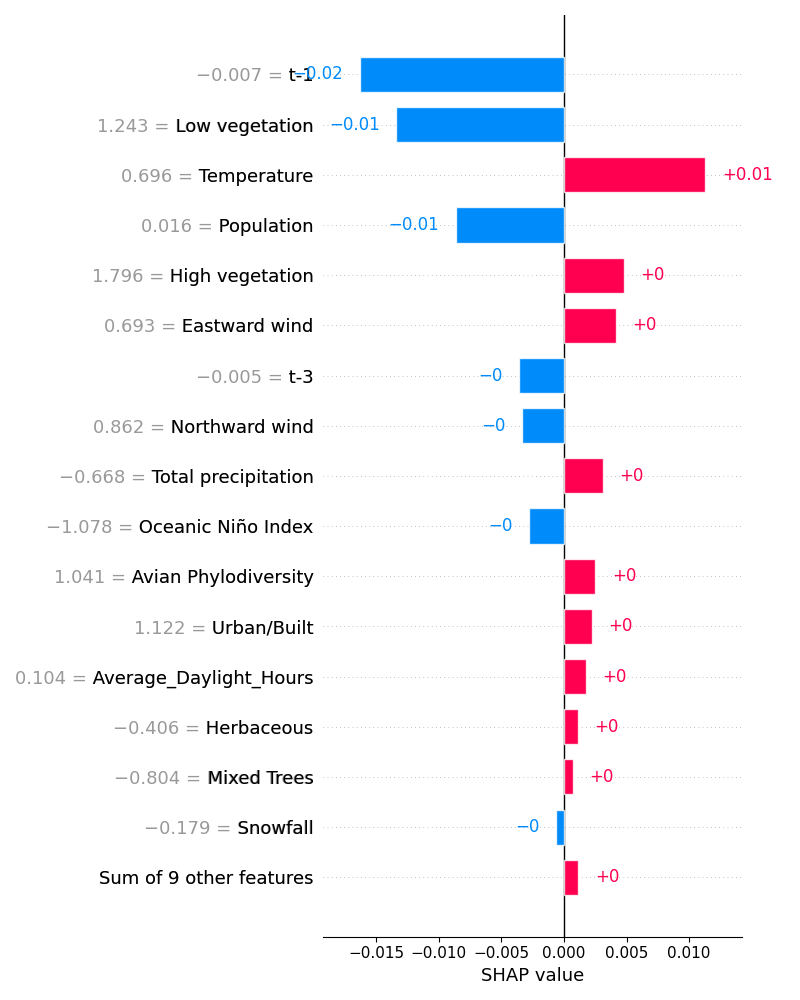 −0.007 = t-1 −0.02
1.243 = Low vegetation −0.01
0.696 = Temperature +0.01
0.016 = Population −0.01
1.796 = High vegetation +0
0.693 = Eastward wind +0
−0.005 = t-3 −0
0.862 = Northward wind −0
−0.668 = Total precipitation +0
−1.078 = Oceanic Niño Index −0
1.041 = Avian Phylodiversity +0
1.122 = Urban/Built +0
0.104 = Average_Daylight_Hours +0
−0.406 = Herbaceous +0
−0.804 = Mixed Trees +0
−0.179 = Snowfall −0
Sum of 9 other features +0
−0.015 −0.010 −0.005 0.000 0.005 0.010
SHAP value